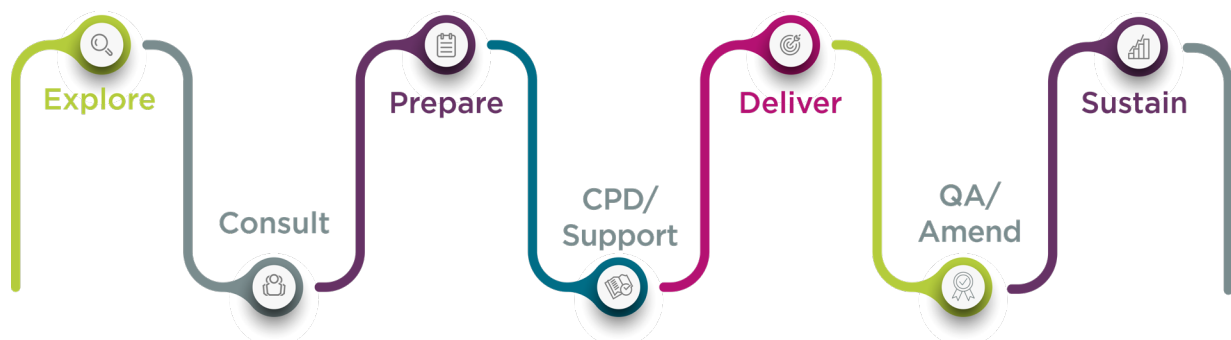 Explore
Consult
Prepare
CPD/
Support
Deliver
QA/
Amend
Sustain